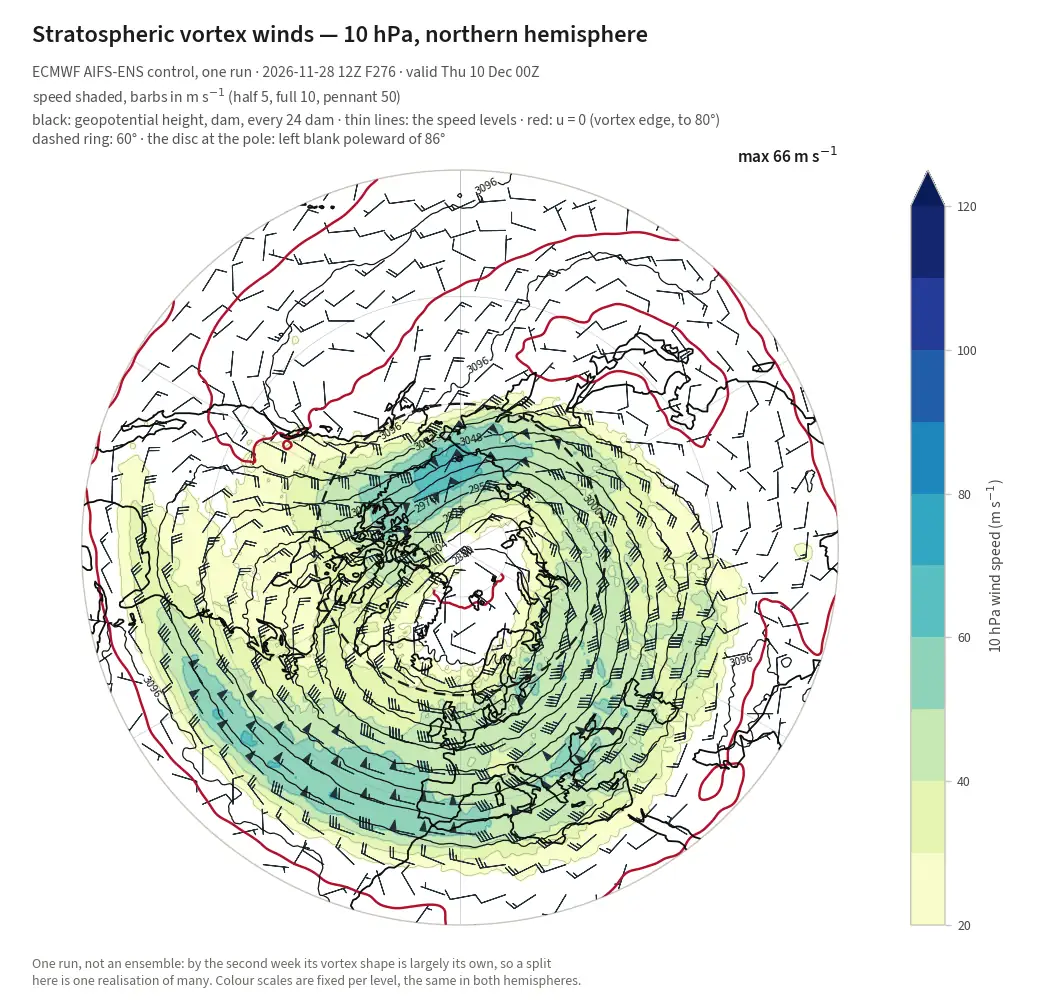 Stratospheric vortex winds — 10 hPa, northern hemisphere
ECMWF AIFS-ENS control, one run · 2026-11-28 12Z F276 · valid Thu 10 Dec 00Z
speed shaded, barbs in m s⁻¹ (half 5, full 10, pennant 50)
black: geopotential height, dam, every 24 dam · thin lines: the speed levels · red: u = 0 (vortex edge, to 80°)
dashed ring: 60° · the disc at the pole: left blank poleward of 86°
max 66 m s⁻¹
3096
3096
3096
3048
3096
3096
120
100
80
60
40
20
10 hPa wind speed (m s⁻¹)
One run, not an ensemble: by the second week its vortex shape is largely its own, so a split
here is one realisation of many. Colour scales are fixed per level, the same in both hemispheres.